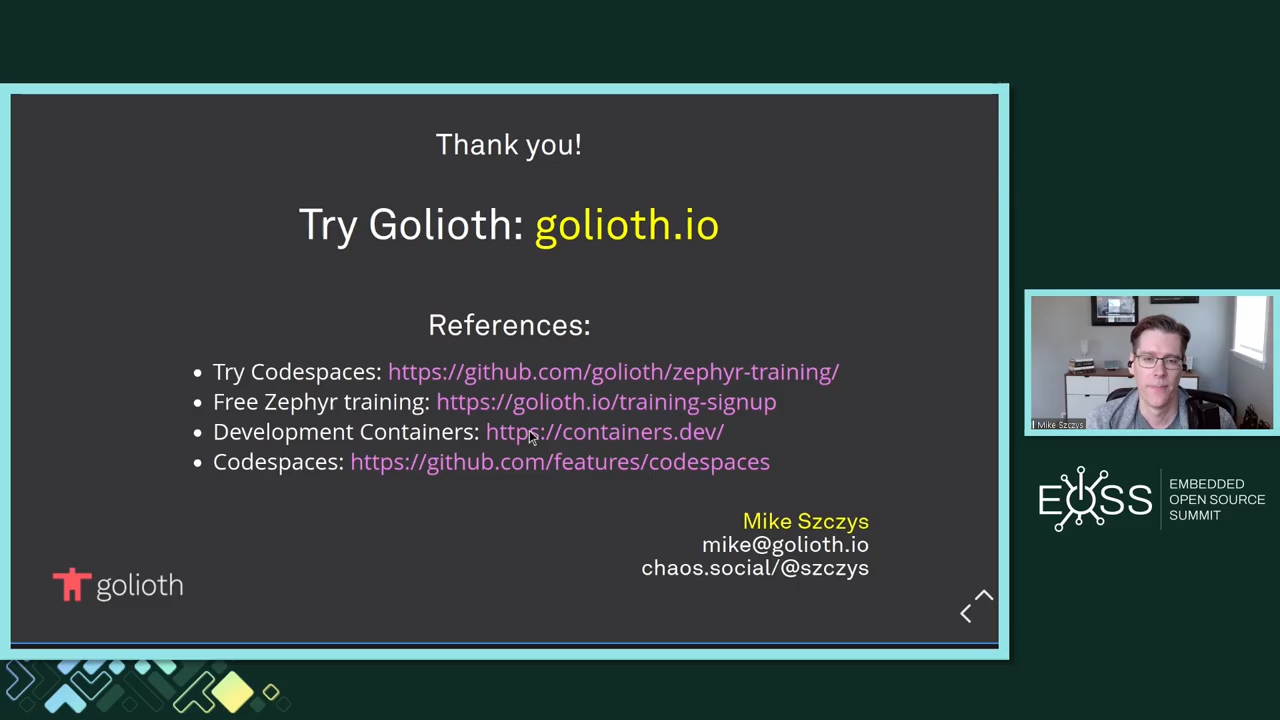 Thank you!
Try Golioth: golioth.io
References:
• Try Codespaces: https://github.com/golioth/zephyr-training/
• Free Zephyr training: https://golioth.io/training-signup
• Development Containers: https://containers.dev/
• Codespaces: https://github.com/features/codespaces
Mike Szczys
mike@golioth.io
chaos.social/@szczys
golioth
Mike Szczys
EOSS
EMBEDDED
OPEN SOURCE
SUMMIT